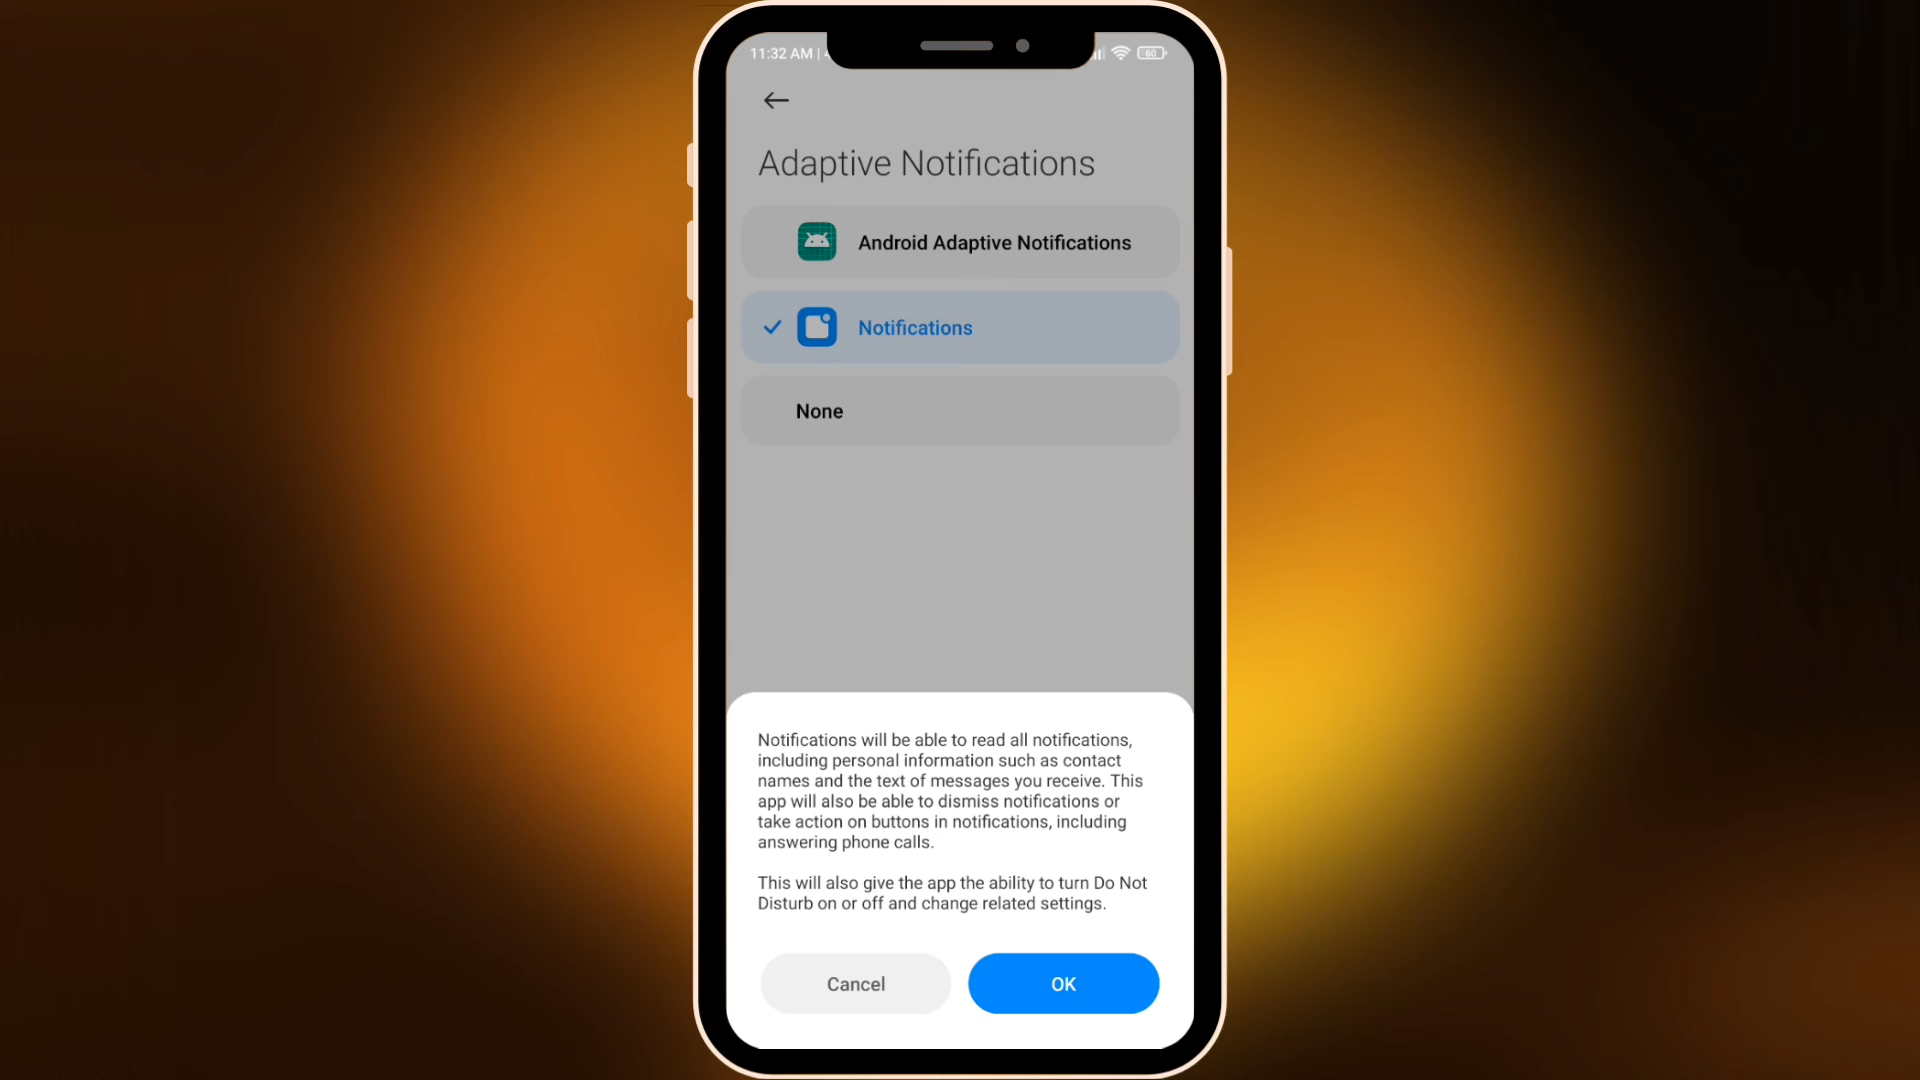 11:32 AM |
60
Adaptive Notifications
Android Adaptive Notifications
Notifications
None
Notifications will be able to read all notifications,
including personal information such as contact
names and the text of messages you receive. This
app will also be able to dismiss notifications or
take action on buttons in notifications, including
answering phone calls.
This will also give the app the ability to turn Do Not
Disturb on or off and change related settings.
Cancel
OK